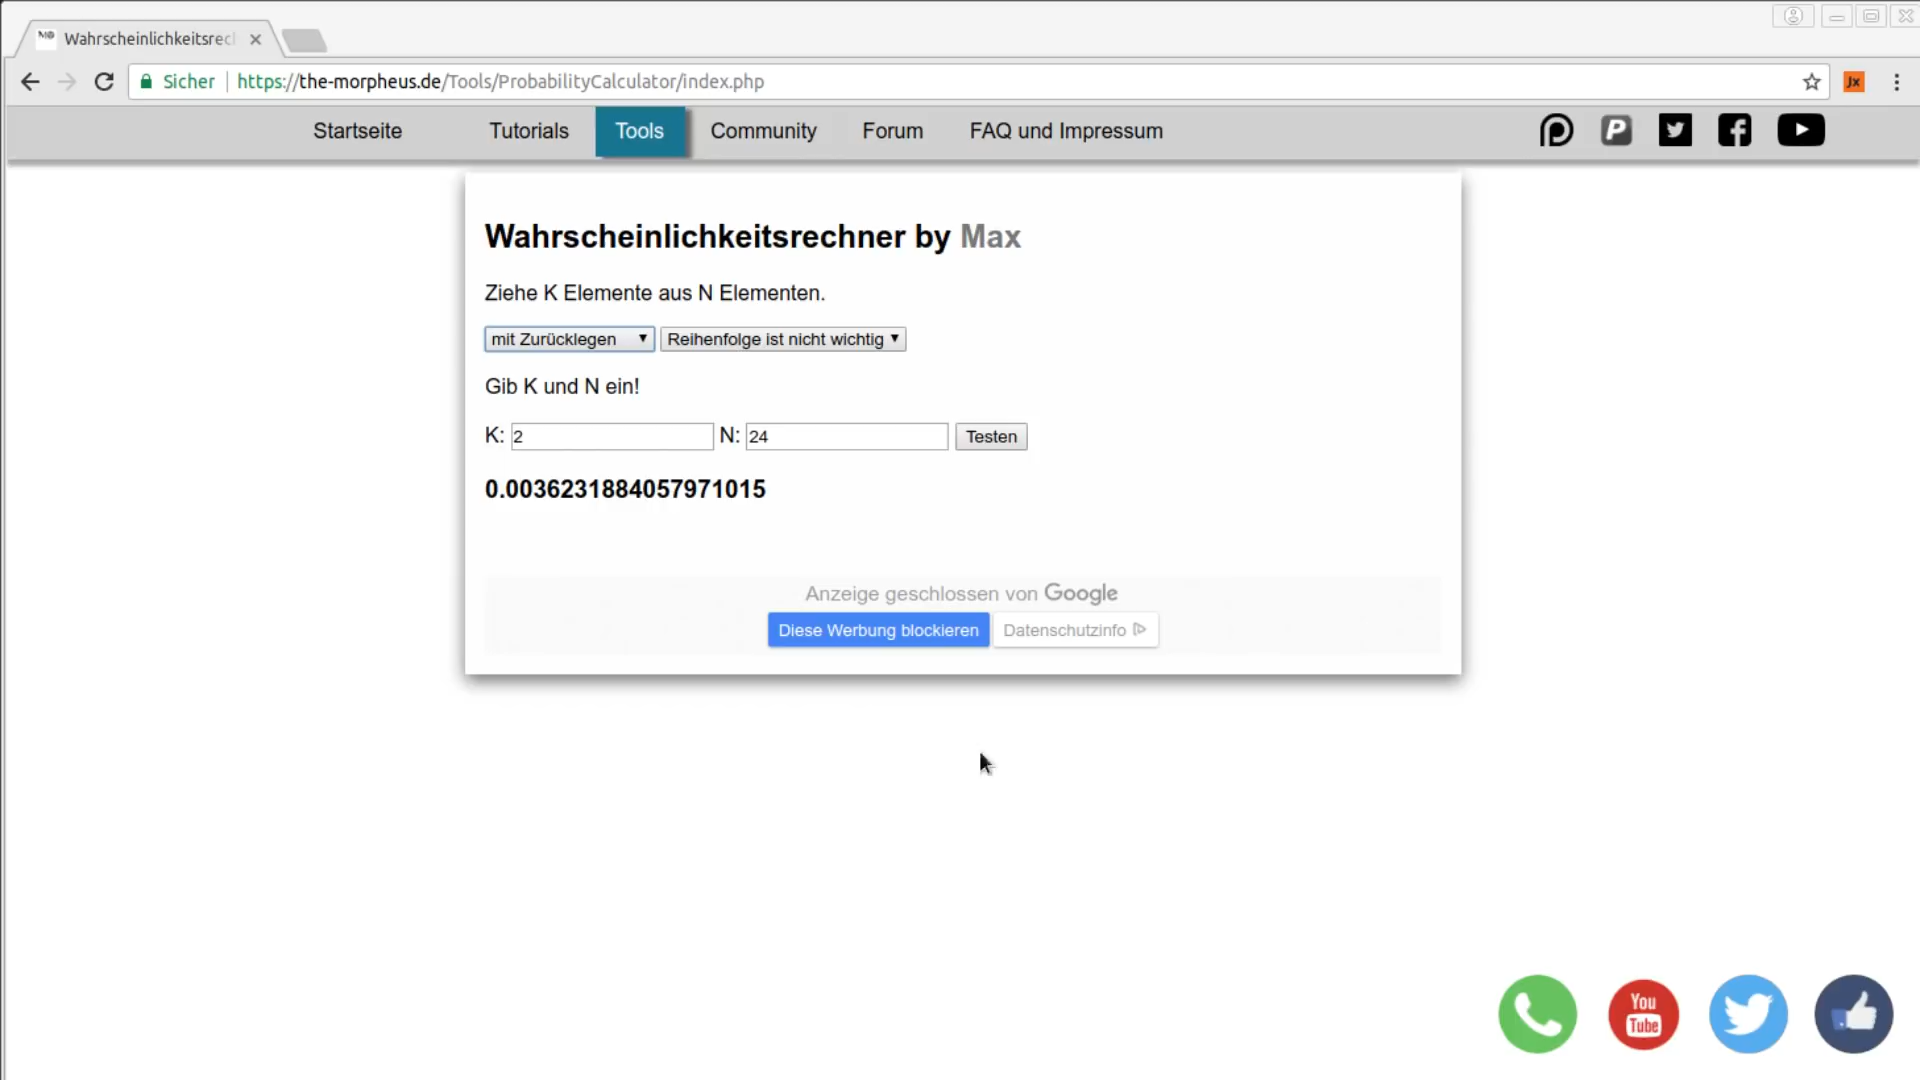 Wahrscheinlichkeitsrecl
Sicher https://the-morpheus.de/Tools/ProbabilityCalculator/index.php
Jx
Startseite Tutorials Tools Community Forum FAQ und Impressum
Wahrscheinlichkeitsrechner by Max
Ziehe K Elemente aus N Elementen.
mit Zurücklegen Reihenfolge ist nicht wichtig
Gib K und N ein!
K: 2 N: 24 Testen
0.0036231884057971015
Anzeige geschlossen von Google
Diese Werbung blockieren Datenschutzinfo
You
Tube